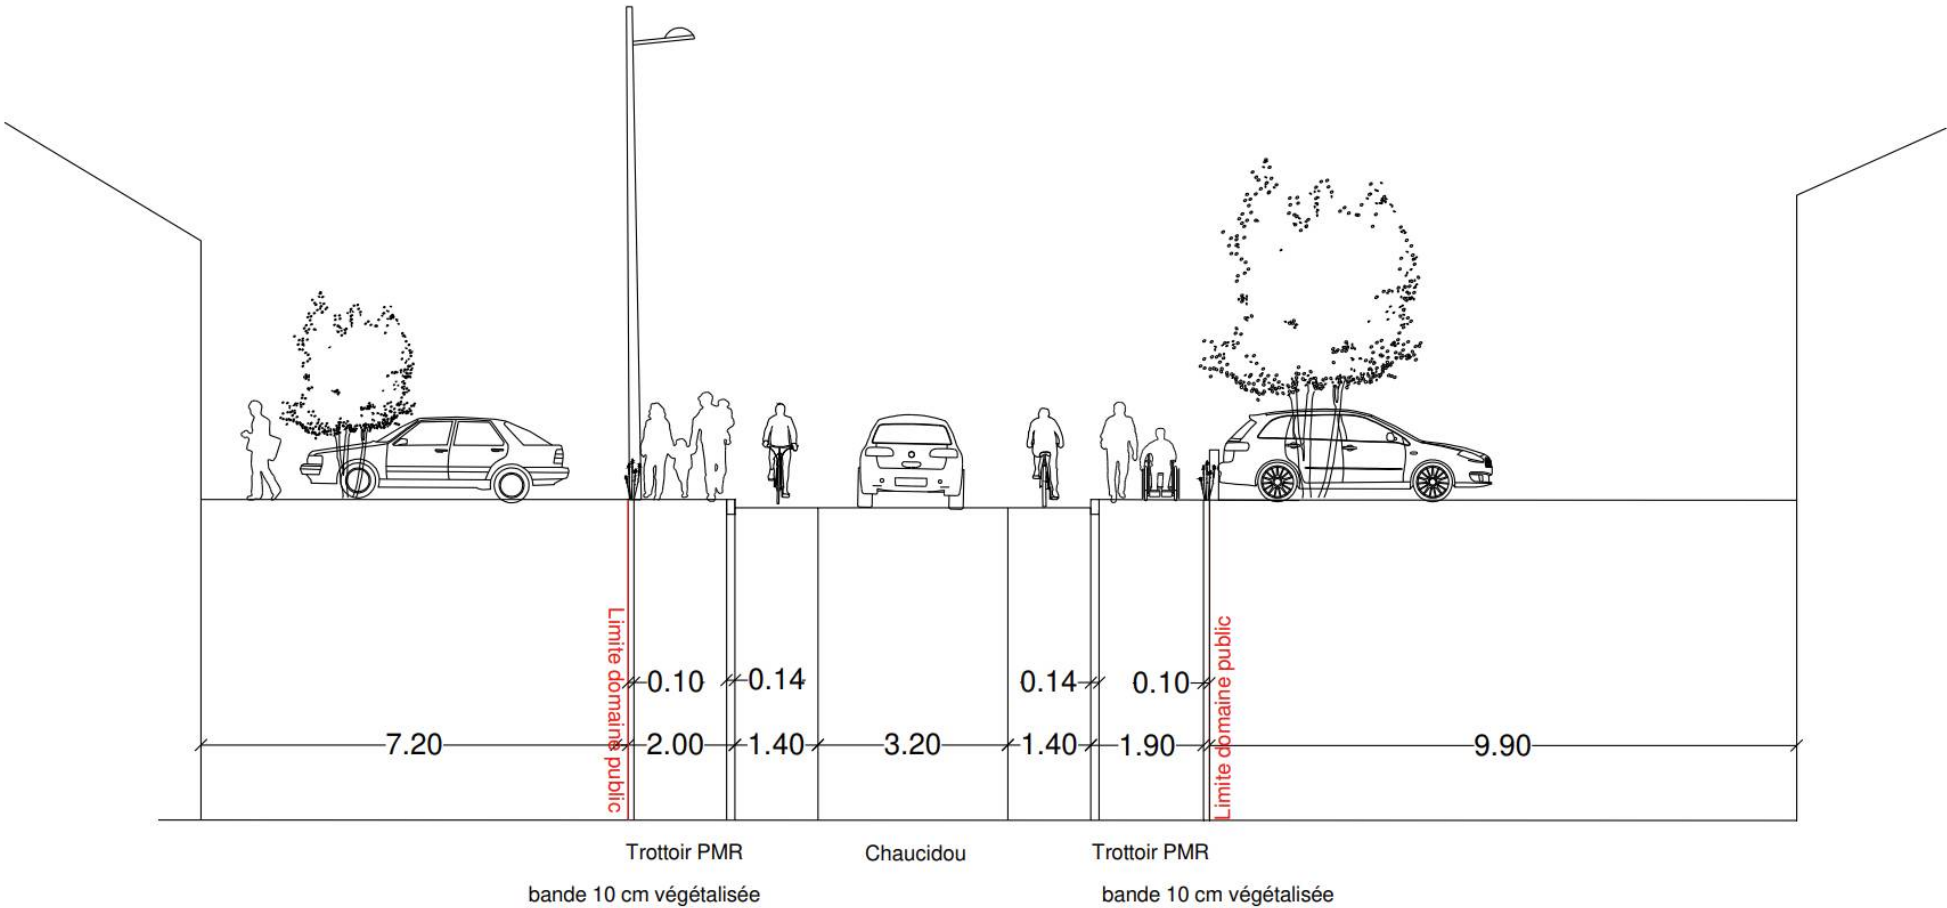 Limite domaine public
Limite domaine public
0.10
0.14
0.14
0.10
7.20
2.00
1.40
3.20
1.40
1.90
9.90
Trottoir PMR
Chaucidou
Trottoir PMR
bande 10 cm végétalisée
bande 10 cm végétalisée